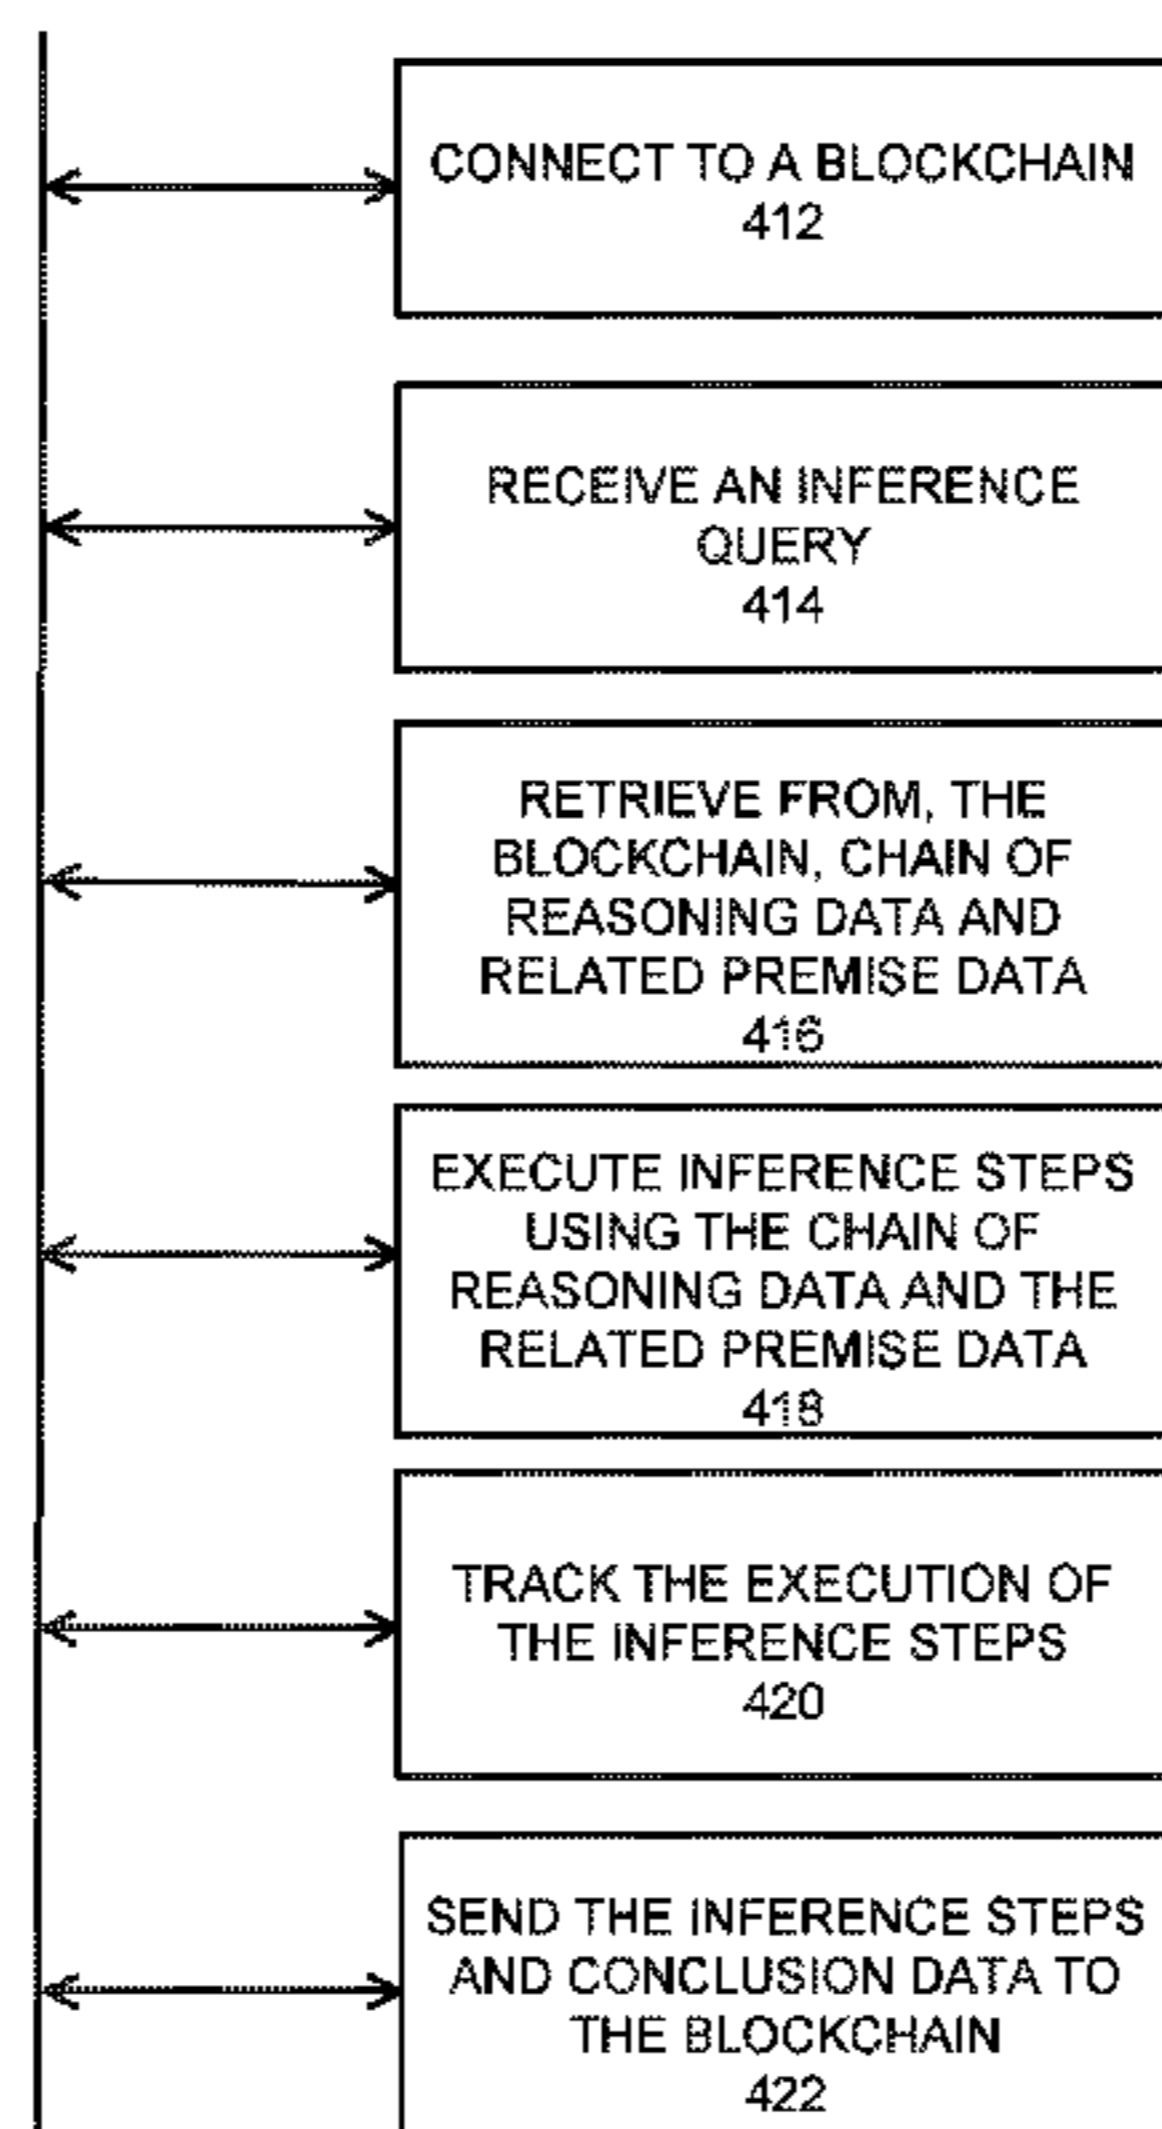 CONNECT TO A BLOCKCHAIN
412
RECEIVE AN INFERENCE
QUERY
414
RETRIEVE FROM, THE
BLOCKCHAIN, CHAIN OF
REASONING DATA AND
RELATED PREMISE DATA
416
EXECUTE INFERENCE STEPS
USING THE CHAIN OF
REASONING DATA AND THE
RELATED PREMISE DATA
418
TRACK THE EXECUTION OF
THE INFERENCE STEPS
420
SEND THE INFERENCE STEPS
AND CONCLUSION DATA TO
THE BLOCKCHAIN
422